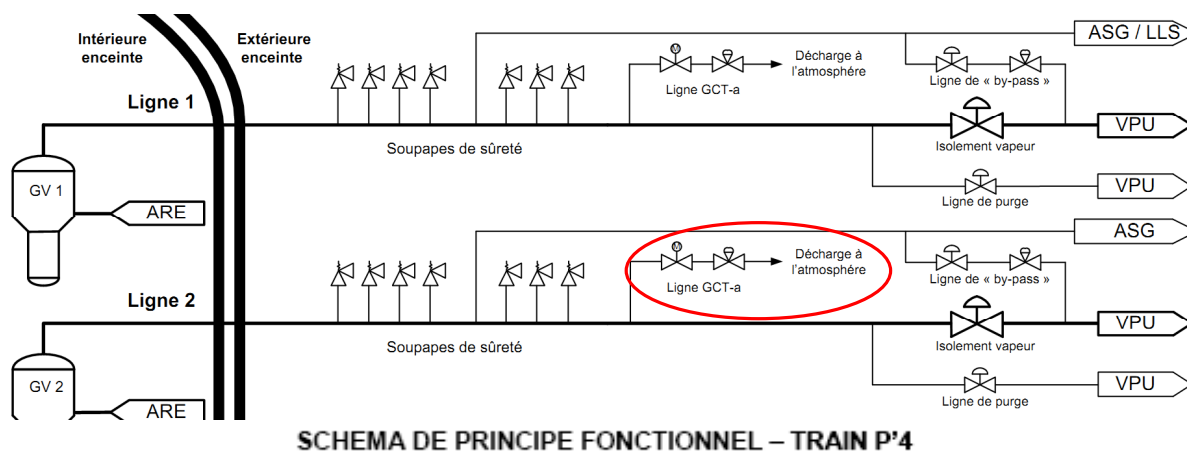 Intérieure
enceinte
Extérieure
enceinte
ASG / LLS
M
Décharge à
l'atmosphére
Ligne GCT-a
Ligne de « by-pass »
Ligne 1
VPU
Soupapes de sûreté
Isolement vapeur
GV 1
ARE
VPU
Ligne de purge
ASG
M
Décharge à
l'atmosphére
Ligne GCT-a
Ligne de « by-pass »
Ligne 2
VPU
Soupapes de sûreté
Isolement vapeur
GV 2
ARE
VPU
Ligne de purge
SCHEMA DE PRINCIPE FONCTIONNEL – TRAIN P'4